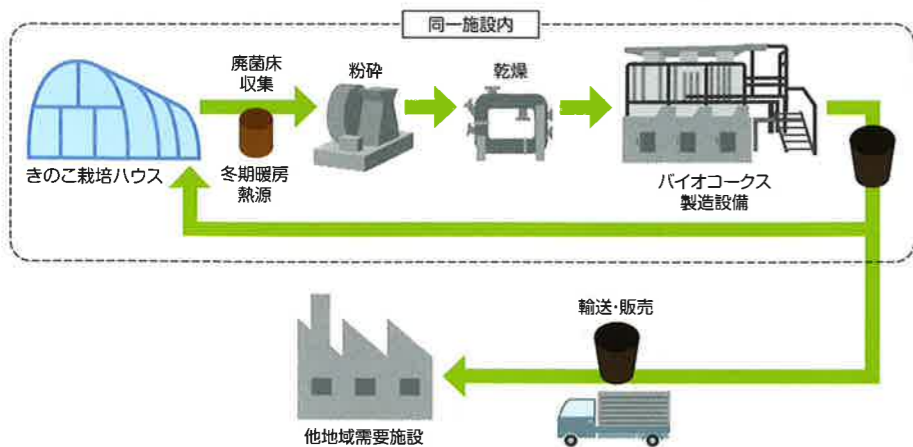 同一施設内
廃菌床
収集
粉砕
乾燥
きのこ栽培ハウス
冬期暖房
熱源
バイオコークス
製造設備
輸送・販売
他地域需要施設